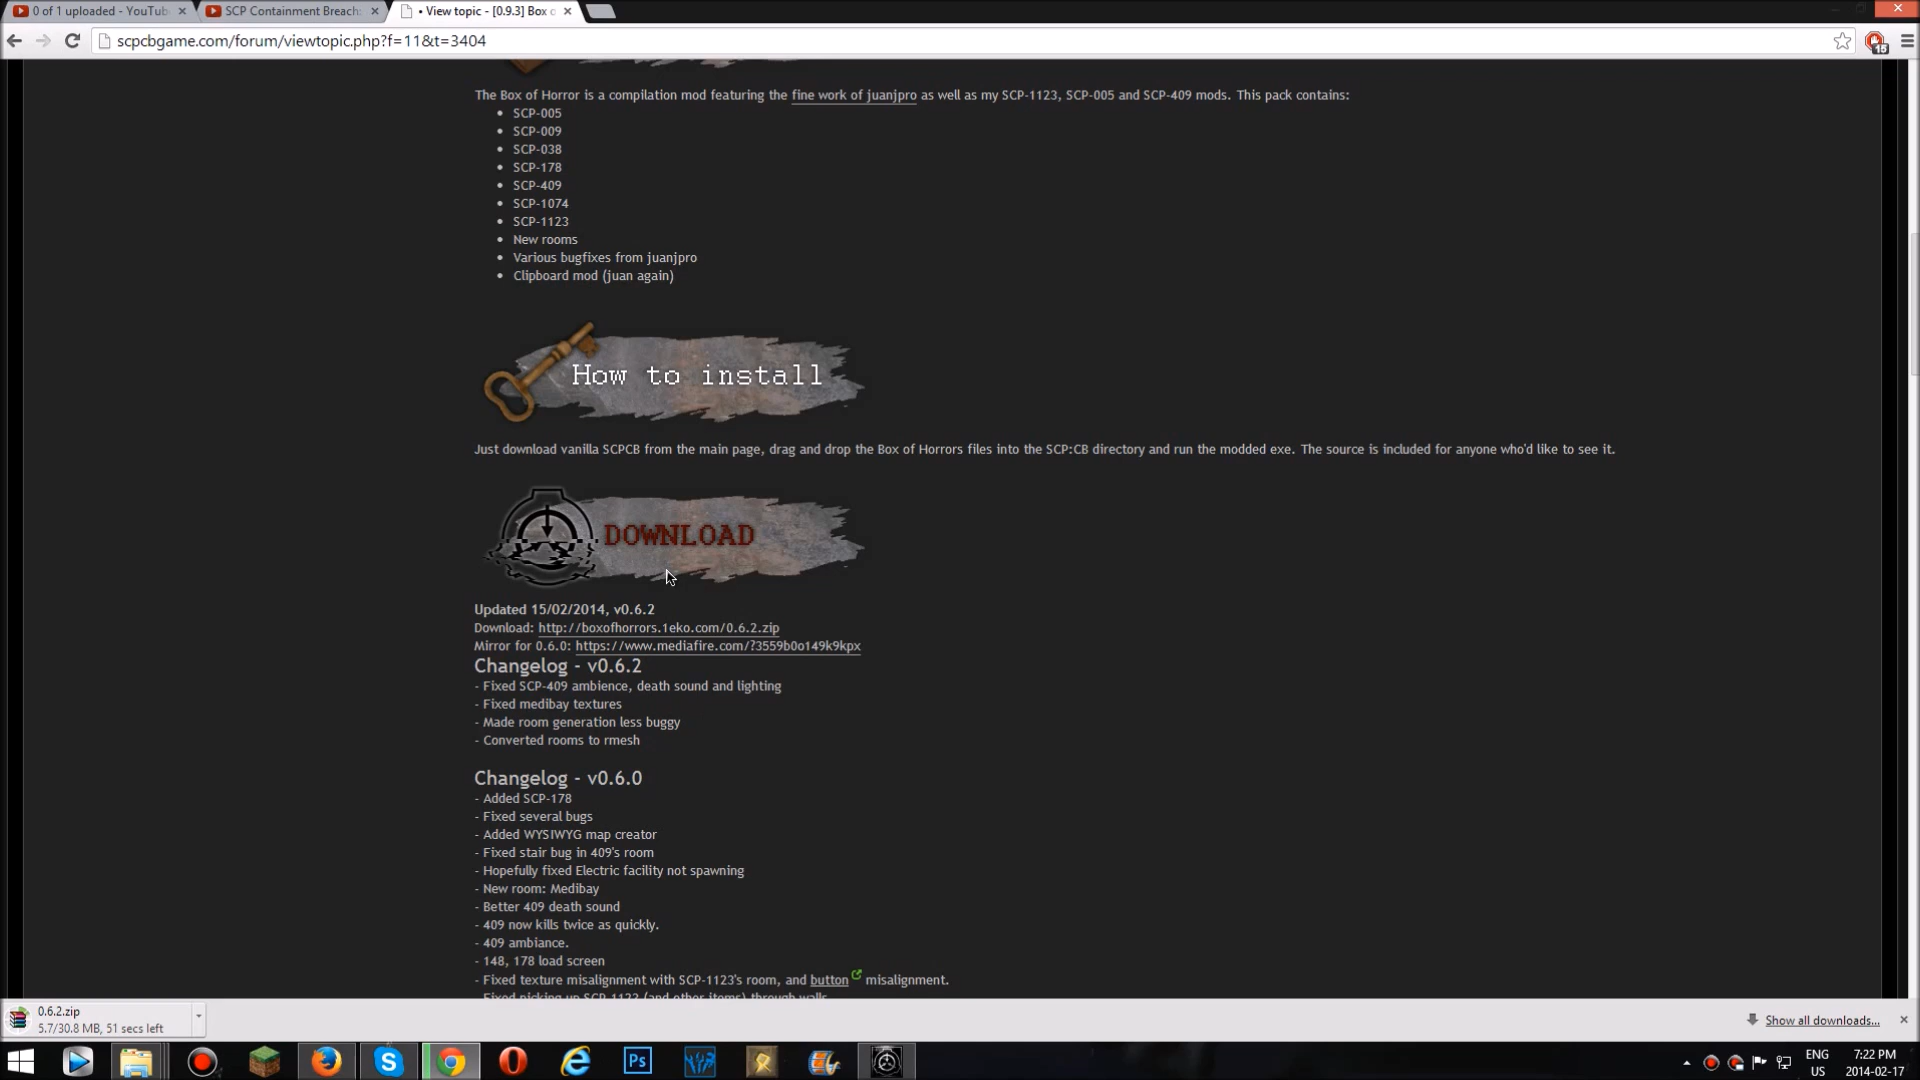 0 of 1 uploaded - YouTub
SCP Containment Breach
• View topic - [0.9.3] Box o
scpcbgame.com/forum/viewtopic.php?f=11&t=3404
15
The Box of Horror is a compilation mod featuring the fine work of juanjpro as well as my SCP-1123, SCP-005 and SCP-409 mods. This pack contains:
• SCP-005
• SCP-009
• SCP-038
• SCP-178
• SCP-409
• SCP-1074
• SCP-1123
• New rooms
• Various bugfixes from juanjpro
• Clipboard mod (juan again)
How to install
Just download vanilla SCPCB from the main page, drag and drop the Box of Horrors files into the SCP:CB directory and run the modded exe. The source is included for anyone who'd like to see it.
DOWNLOAD
Updated 15/02/2014, v0.6.2
Download: http://boxofhorrors.1eko.com/0.6.2.zip
Mirror for 0.6.0: https://www.mediafire.com/?3559b0o149k9kpx
Changelog - v0.6.2
- Fixed SCP-409 ambience, death sound and lighting
- Fixed medibay textures
- Made room generation less buggy
- Converted rooms to rmesh
Changelog - v0.6.0
- Added SCP-178
- Fixed several bugs
- Added WYSIWYG map creator
- Fixed stair bug in 409's room
- Hopefully fixed Electric facility not spawning
- New room: Medibay
- Better 409 death sound
- 409 now kills twice as quickly.
- 409 ambiance.
- 148, 178 load screen
- Fixed texture misalignment with SCP-1123's room, and button misalignment.
- Fixed picking up SCP-1123 (and other items) through walls
0.6.2.zip
5.7/30.8 MB, 51 secs left
Show all downloads...
Ps
ENG
US
7:22 PM
2014-02-17